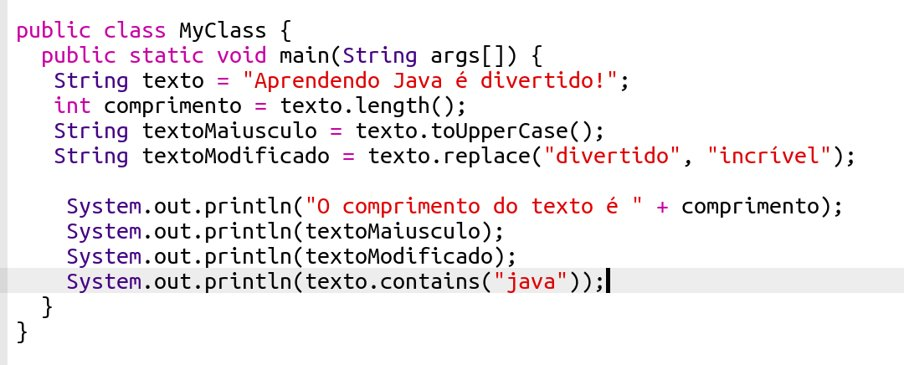 public class MyClass {
  public static void main(String args[]) {
   String texto = "Aprendendo Java é divertido!";
   int comprimento = texto.length();
   String textoMaiusculo = texto.toUpperCase();
   String textoModificado = texto.replace("divertido", "incrível");

    System.out.println("O comprimento do texto é " + comprimento);
    System.out.println(textoMaiusculo);
    System.out.println(textoModificado);
    System.out.println(texto.contains("java"));
  }
}